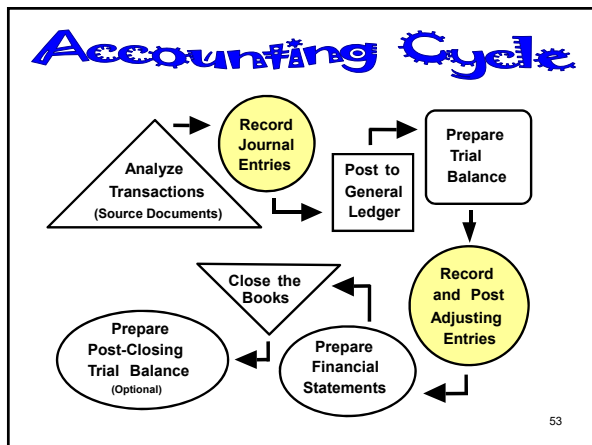 Accounting Cycle
Analyze
Transactions
(Source Documents)
Record
Journal
Entries
Post to
General
Ledger
Prepare
Trial
Balance
Record
and Post
Adjusting
Entries
Prepare
Financial
Statements
Close the
Books
Prepare
Post-Closing
Trial Balance
(Optional)
53